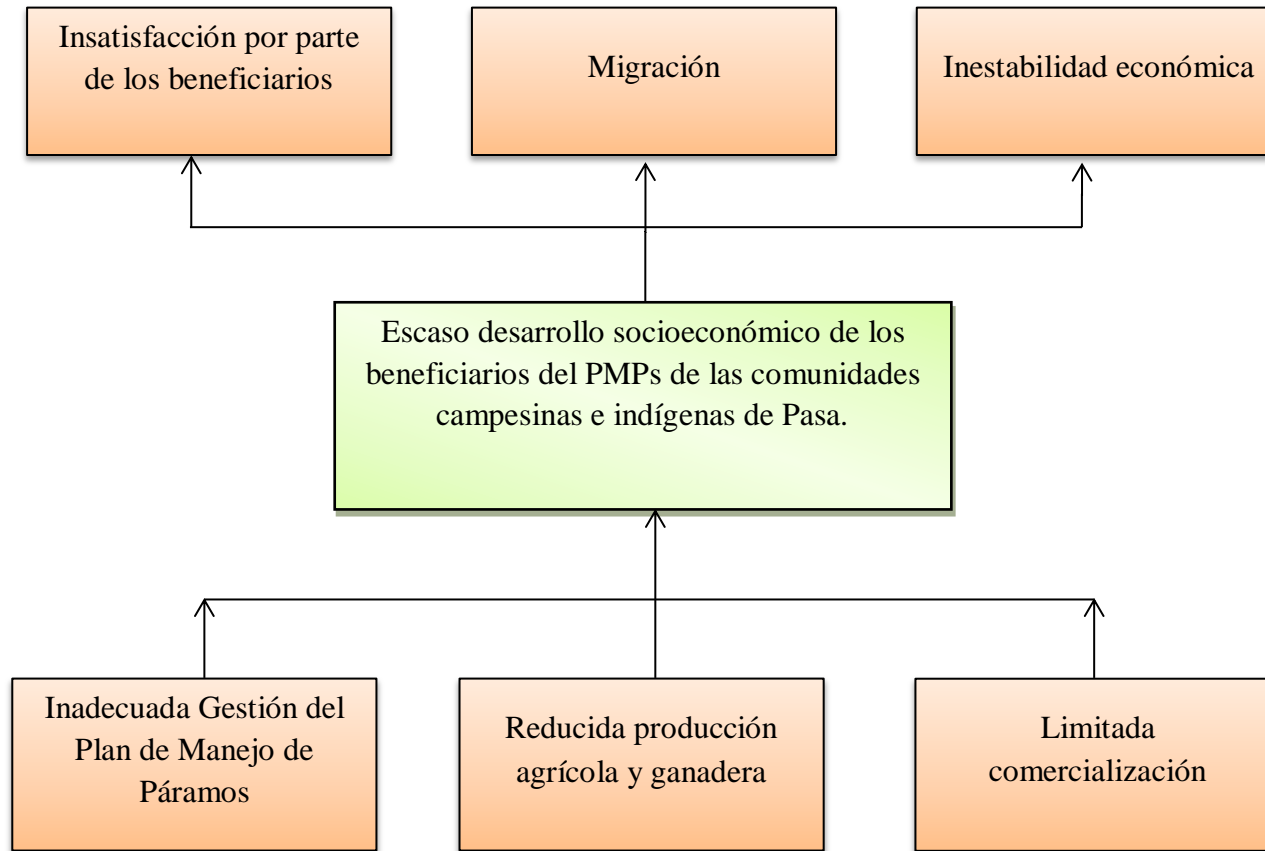 Insatisfacción por parte
de los beneficiarios
Migración
Inestabilidad económica
Escaso desarrollo socioeconómico de los
beneficiarios del PMPs de las comunidades
campesinas e indígenas de Pasa.
Inadecuada Gestión del
Plan de Manejo de
Páramos
Reducida producción
agrícola y ganadera
Limitada
comercialización